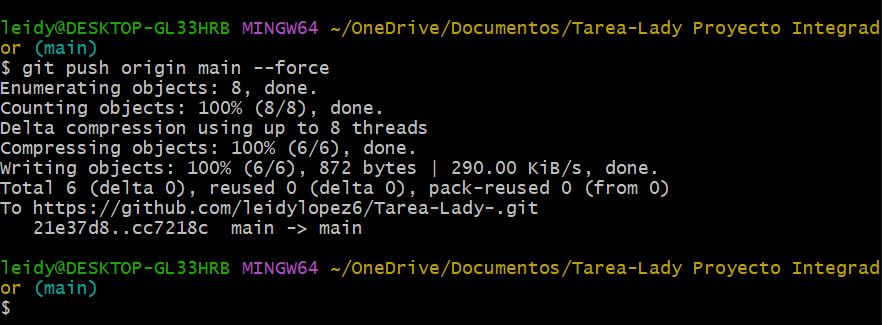 leidy@DESKTOP-GL33HRB MINGW64 ~/OneDrive/Documentos/Tarea-Lady Proyecto Integrad
or (main)
$ git push origin main --force
Enumerating objects: 8, done.
Counting objects: 100% (8/8), done.
Delta compression using up to 8 threads
Compressing objects: 100% (6/6), done.
Writing objects: 100% (6/6), 872 bytes | 290.00 KiB/s, done.
Total 6 (delta 0), reused 0 (delta 0), pack-reused 0 (from 0)
To https://github.com/leidylopez6/Tarea-Lady-.git
   21e37d8..cc7218c  main -> main
leidy@DESKTOP-GL33HRB MINGW64 ~/OneDrive/Documentos/Tarea-Lady Proyecto Integrad
or (main)
$